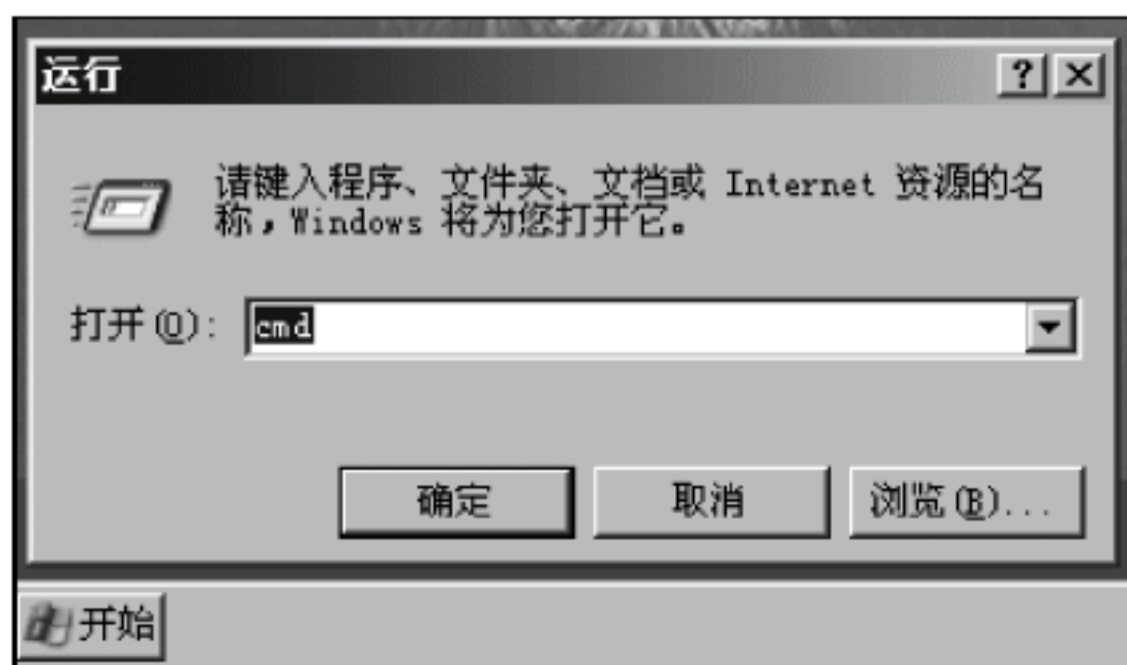 运行
请键入程序、文件夹、文档或 Internet 资源的名
称，Windows 将为您打开它。
打开(O): cmd
确定 取消 浏览(B)...
开始